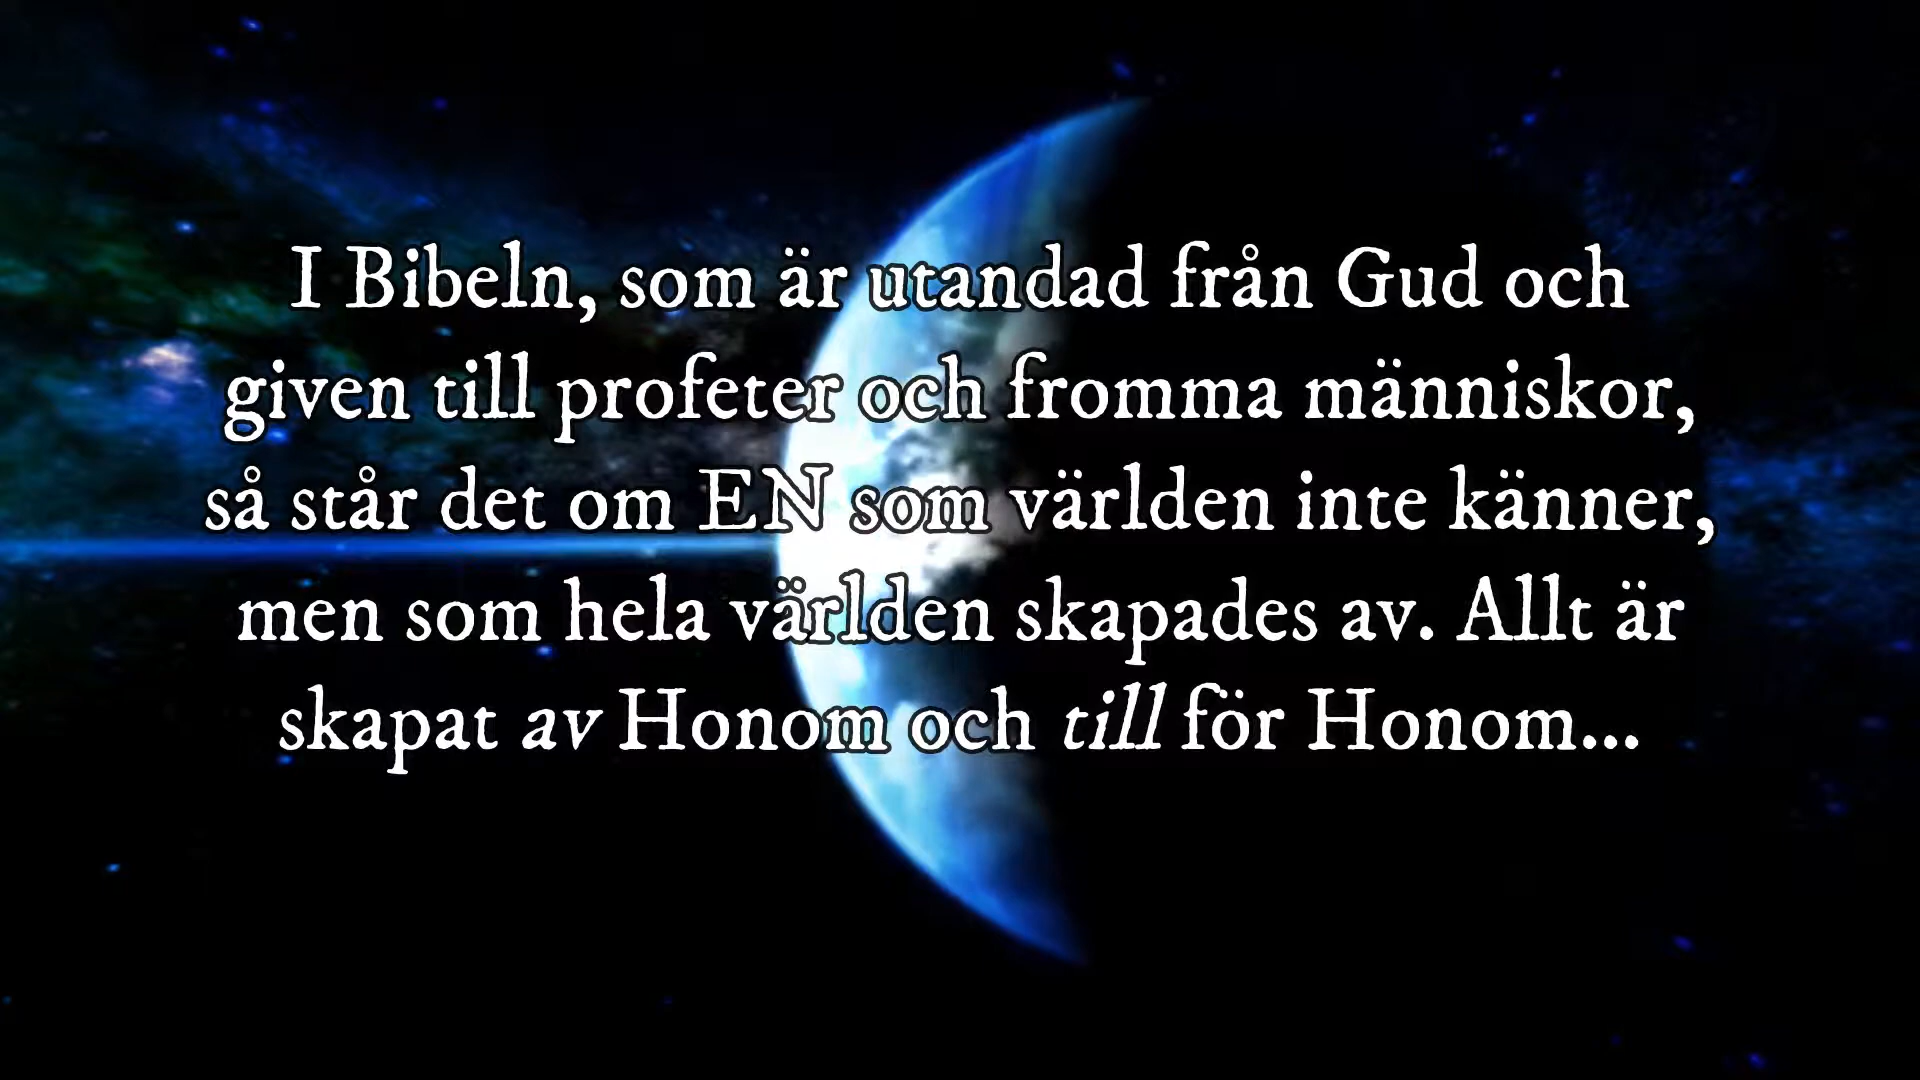 I Bibeln, som är utandad från Gud och
given till profeter och fromma människor,
så står det om EN som världen inte känner,
men som hela världen skapades av. Allt är
skapat av Honom och till för Honom...